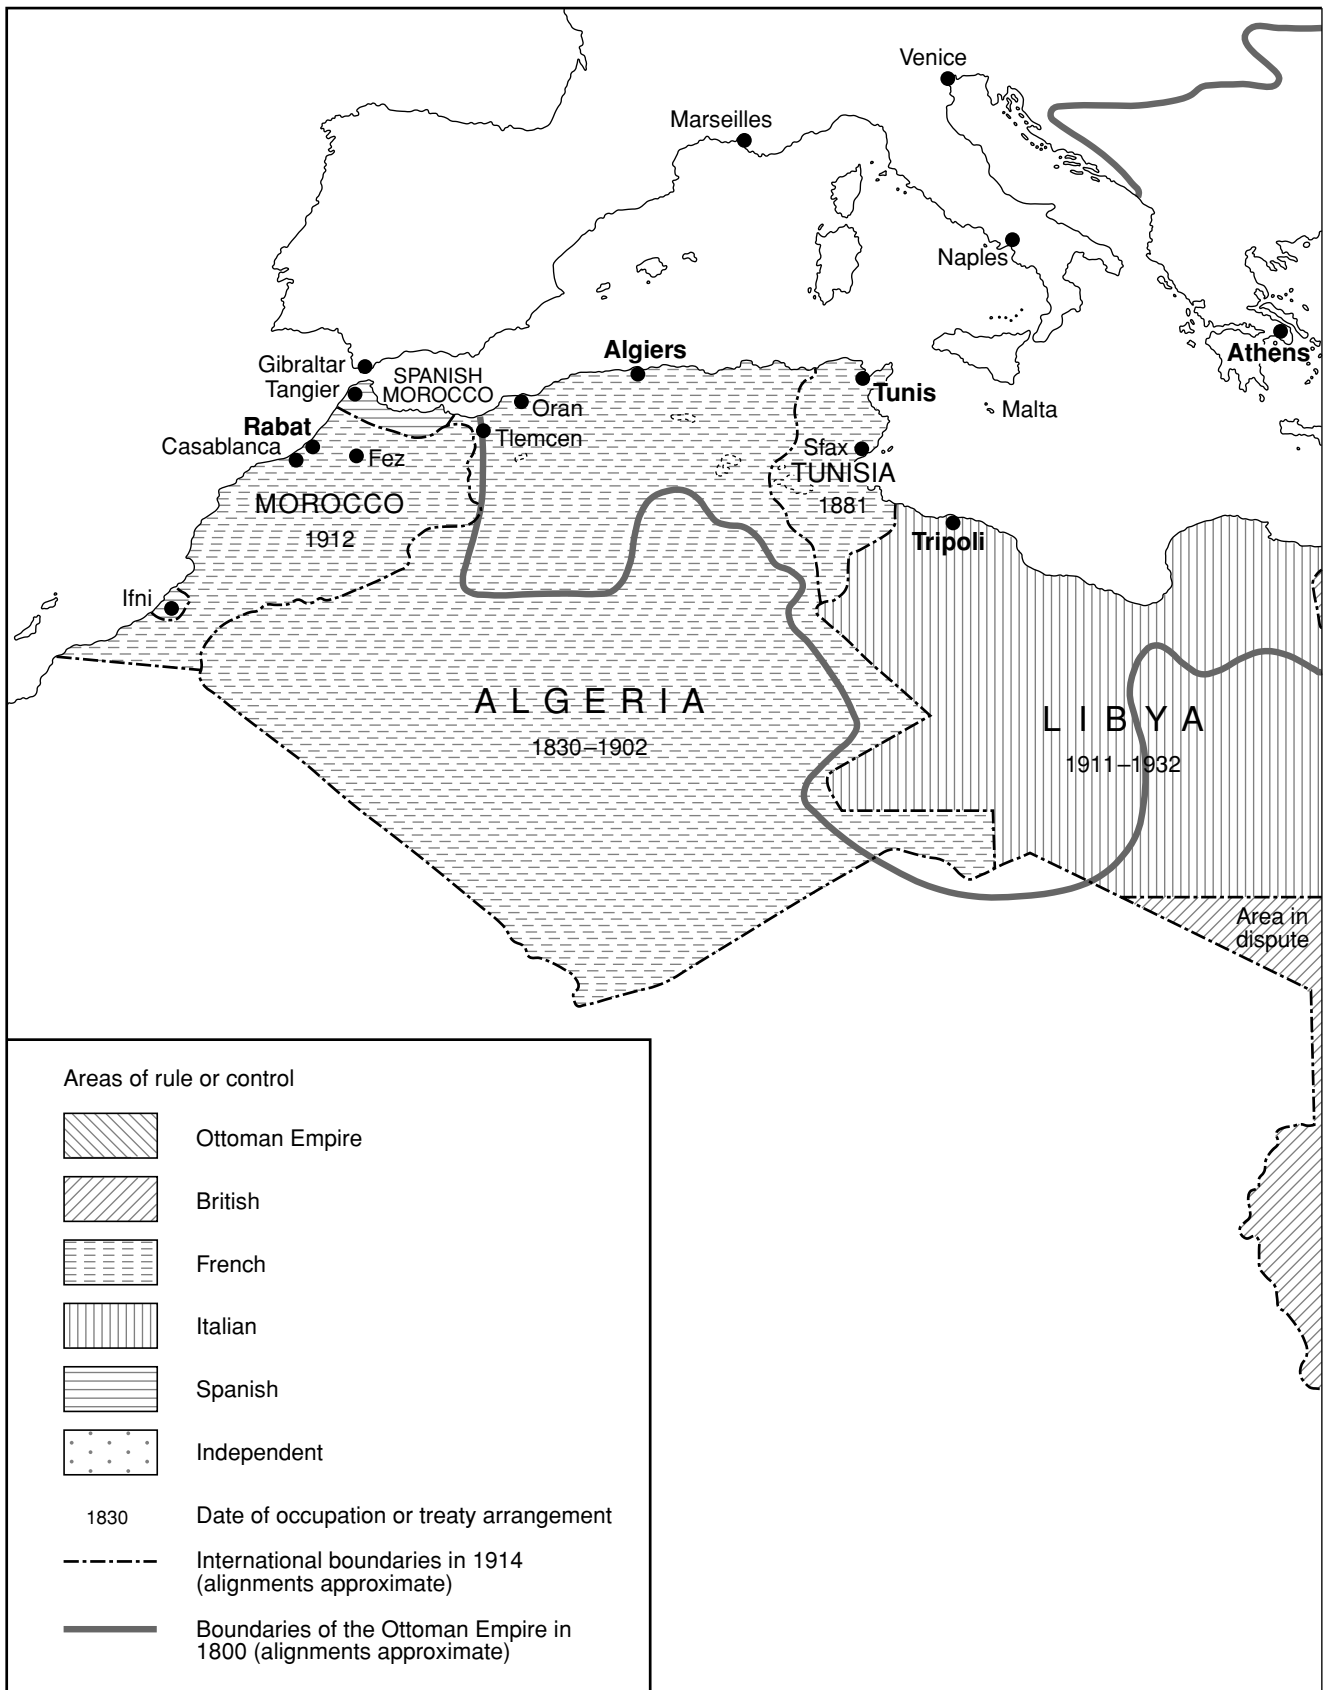 Venice
Marseilles
Naples
Gibraltar
Tangier
SPANISH
MOROCCO
Algiers
Athens
Tunis
Oran
Malta
Rabat
Casablanca
Fez
Tlemcen
Sfax
TUNISIA
1881
MOROCCO
1912
Tripoli
Ifni
ALGERIA
1830–1902
LIBYA
1911–1932
Area in
dispute
Areas of rule or control
Ottoman Empire
British
French
Italian
Spanish
Independent
1830 Date of occupation or treaty arrangement
International boundaries in 1914
(alignments approximate)
Boundaries of the Ottoman Empire in
1800 (alignments approximate)